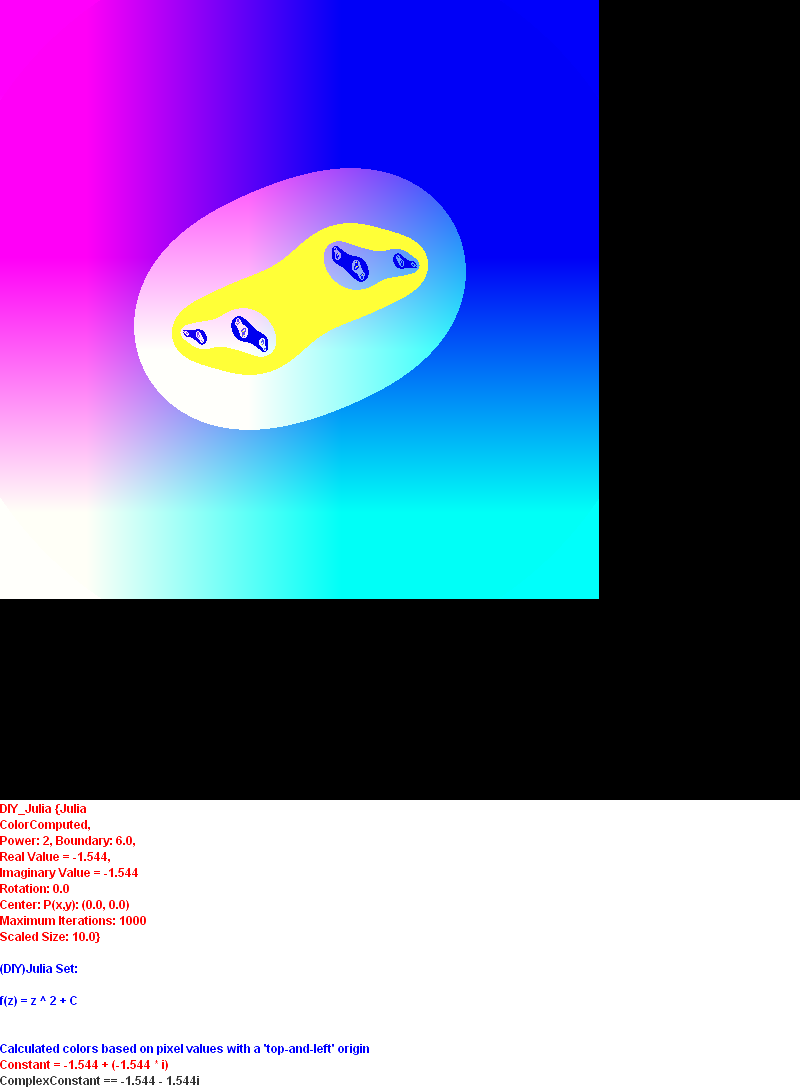 DIY_Julia {Julia
ColorComputed,
Power: 2, Boundary: 6.0,
Real Value = -1.544,
Imaginary Value = -1.544
Rotation: 0.0
Center: P(x,y): (0.0, 0.0)
Maximum Iterations: 1000
Scaled Size: 10.0}
(DIY)Julia Set:
f(z) = z ^ 2 + C
Calculated colors based on pixel values with a 'top-and-left' origin
Constant = -1.544 + (-1.544 * i)
ComplexConstant == -1.544 - 1.544i